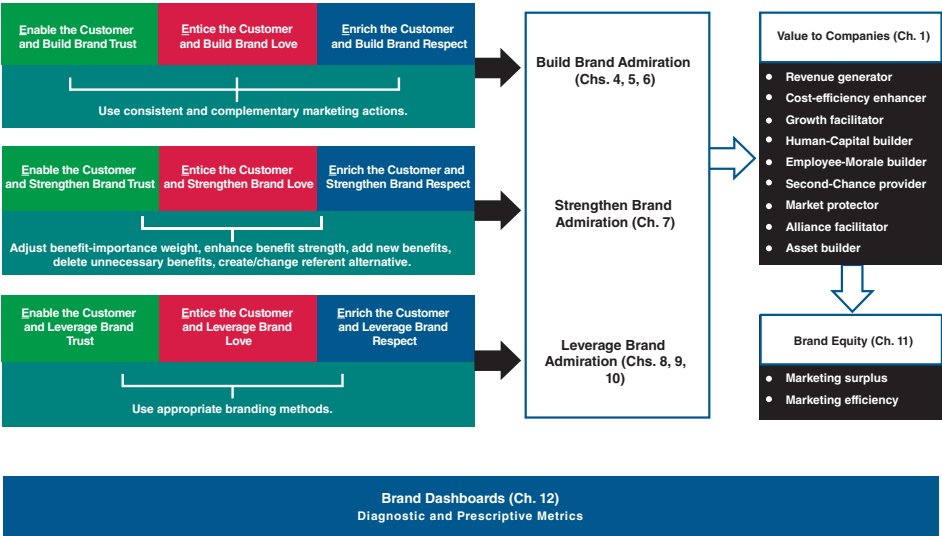 Enable the Customer
and Build Brand Trust
Entice the Customer
and Build Brand Love
Enrich the Customer
and Build Brand Respect
Use consistent and complementary marketing actions.
Enable the Customer
and Strengthen Brand Trust
Entice the Customer
and Strengthen Brand Love
Enrich the Customer and
Strengthen Brand Respect
Adjust benefit-importance weight, enhance benefit strength, add new benefits,
delete unnecessary benefits, create/change referent alternative.
Enable the Customer
and Leverage Brand
Trust
Entice the Customer
and Leverage Brand
Love
Enrich the Customer
and Leverage Brand
Respect
Use appropriate branding methods.
Build Brand Admiration
(Chs. 4, 5, 6)
Strengthen Brand
Admiration (Ch. 7)
Leverage Brand
Admiration (Chs. 8, 9,
10)
Value to Companies (Ch. 1)
• Revenue generator
• Cost-efficiency enhancer
• Growth facilitator
• Human-Capital builder
• Employee-Morale builder
• Second-Chance provider
• Market protector
• Alliance facilitator
• Asset builder
Brand Equity (Ch. 11)
• Marketing surplus
• Marketing efficiency
Brand Dashboards (Ch. 12)
Diagnostic and Prescriptive Metrics